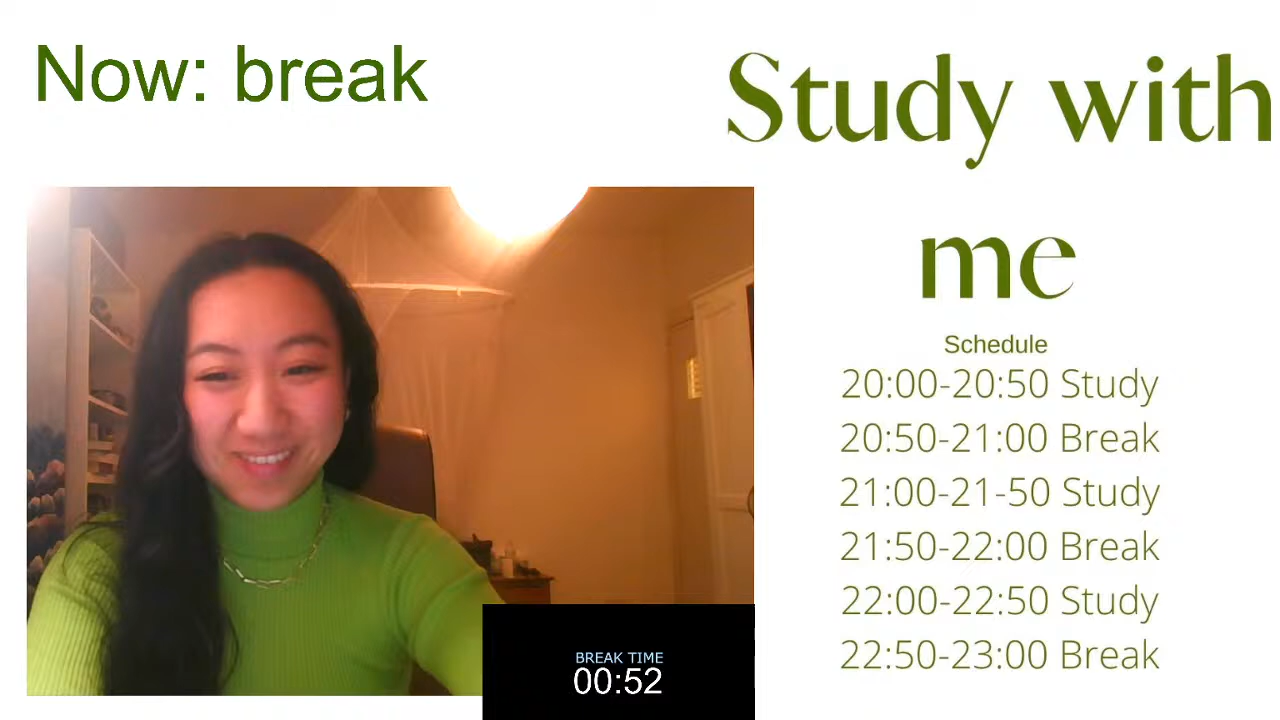 Now: break
Study with
me
Schedule
20:00-20:50 Study
20:50-21:00 Break
21:00-21-50 Study
21:50-22:00 Break
22:00-22:50 Study
22:50-23:00 Break
BREAK TIME
00:52